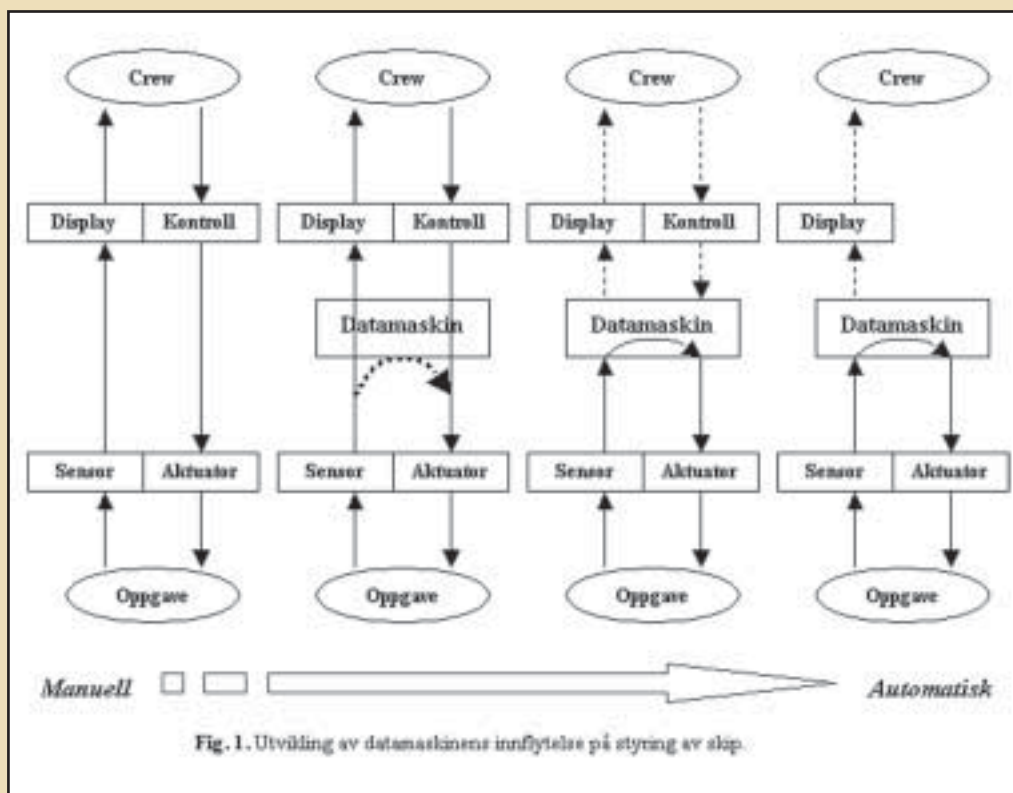 Crew Crew Crew Crew
Display Kontroll Display Kontroll Display Kontroll Display
Datamaskin Datamaskin Datamaskin
Sensor Aktuator Sensor Aktuator Sensor Aktuator Sensor Aktuator
Oppgave Oppgave Oppgave Oppgave
Manuell Automatisk
Fig. 1. Utvikling av datamaskinens innflytelse på styring av skip.